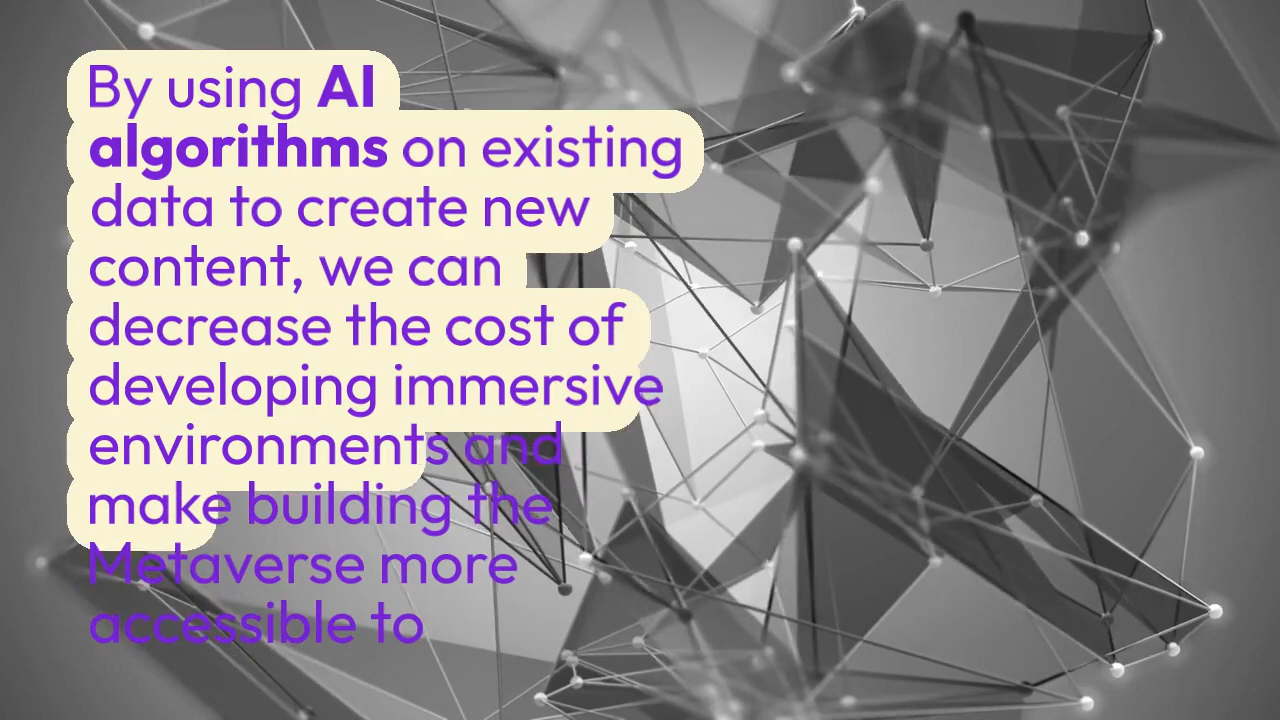 By using AI
algorithms on existing
data to create new
content, we can
decrease the cost of
developing immersive
environments and
make building the
Metaverse more
accessible to